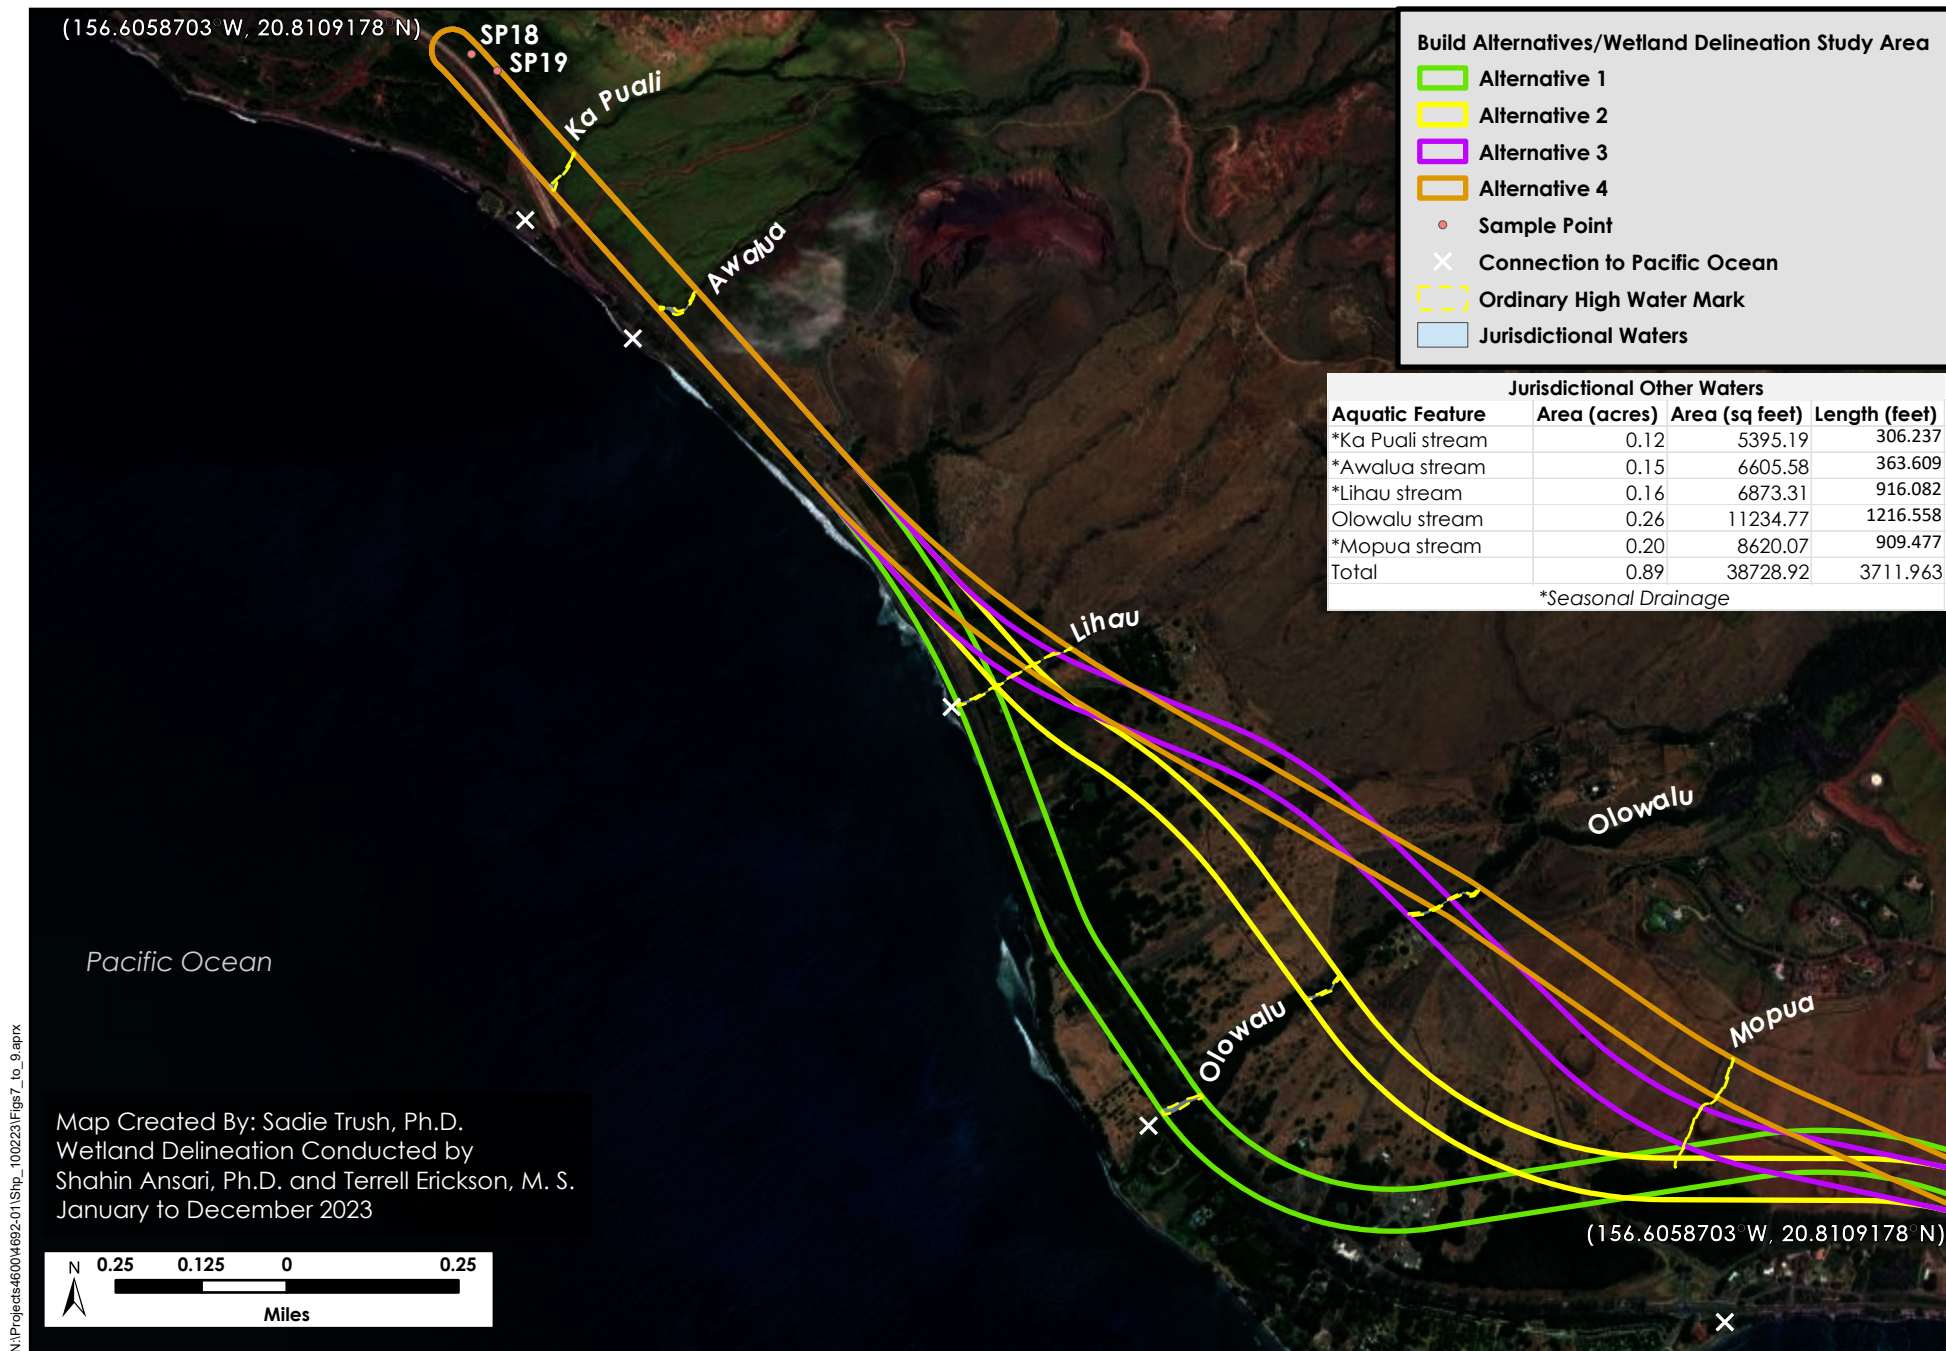 (156.6058703°W, 20.8109178°N)
SP18
SP19
Ka Puali
Awalua
Lihau
Olowalu
Olowalu
Mopua
Pacific Ocean
Build Alternatives/Wetland Delineation Study Area
Alternative 1
Alternative 2
Alternative 3
Alternative 4
Sample Point
Connection to Pacific Ocean
Ordinary High Water Mark
Jurisdictional Waters
Jurisdictional Other Waters
Aquatic Feature Area (acres) Area (sq feet) Length (feet)
*Ka Puali stream 0.12 5395.19 306.237
*Awalua stream 0.15 6605.58 363.609
*Lihau stream 0.16 6873.31 916.082
Olowalu stream 0.26 11234.77 1216.558
*Mopua stream 0.20 8620.07 909.477
Total 0.89 38728.92 3711.963
*Seasonal Drainage
(156.6058703°W, 20.8109178°N)
Map Created By: Sadie Trush, Ph.D.
Wetland Delineation Conducted by
Shahin Ansari, Ph.D. and Terrell Erickson, M. S.
January to December 2023
N 0.25 0.125 0 0.25
Miles
N:\Projects4600\4692-01\Shp_100223\Figs7_to_9.aprx